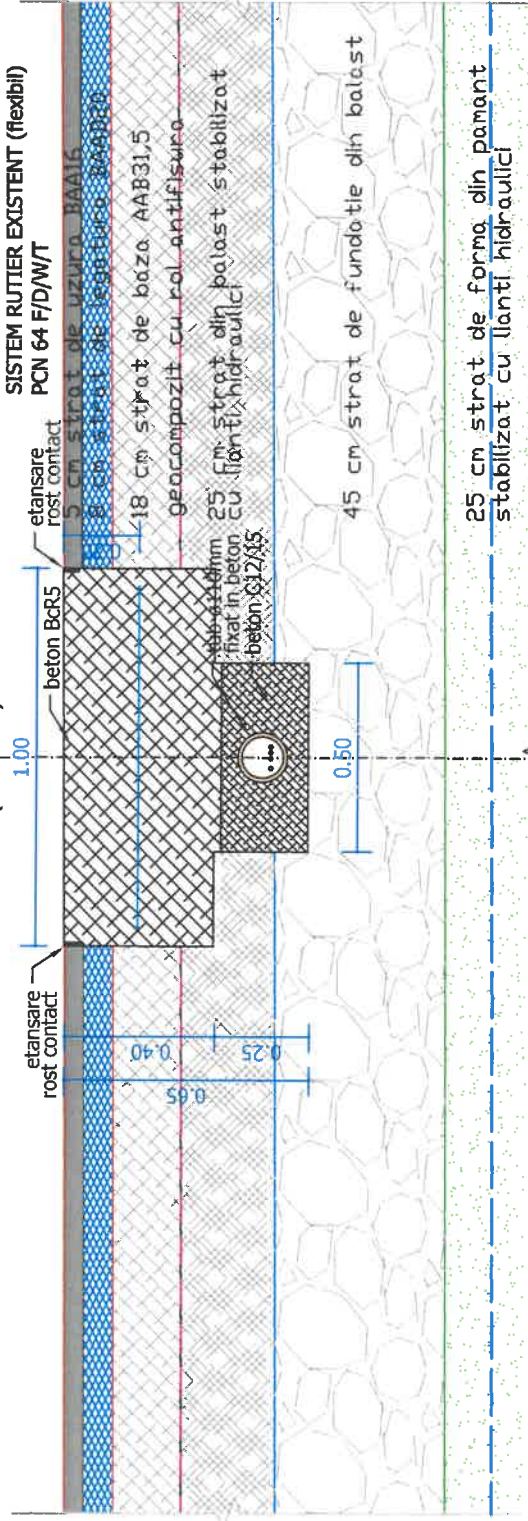 SISTEM RUTIER EXISTENT (flexibil)
PCN 64 F/D/W/T
5 cm strat de uzura BAA16
8 cm strat de legatura BAAD20
18 cm strat de baza AAB31,5
geocompozit cu rol antifisura
25 cm strat din balast stabilizat
cu lianti hidraulici
45 cm strat de fundatie din balast
25 cm strat de forma din pamant
stabilizat cu lianti hidraulici
etansare
rost contact
beton BcR5
1.00
etansare
rost contact
tub ø110mm
fixat in beton
beton C12/15
0.50
0.40
0.25
0.65